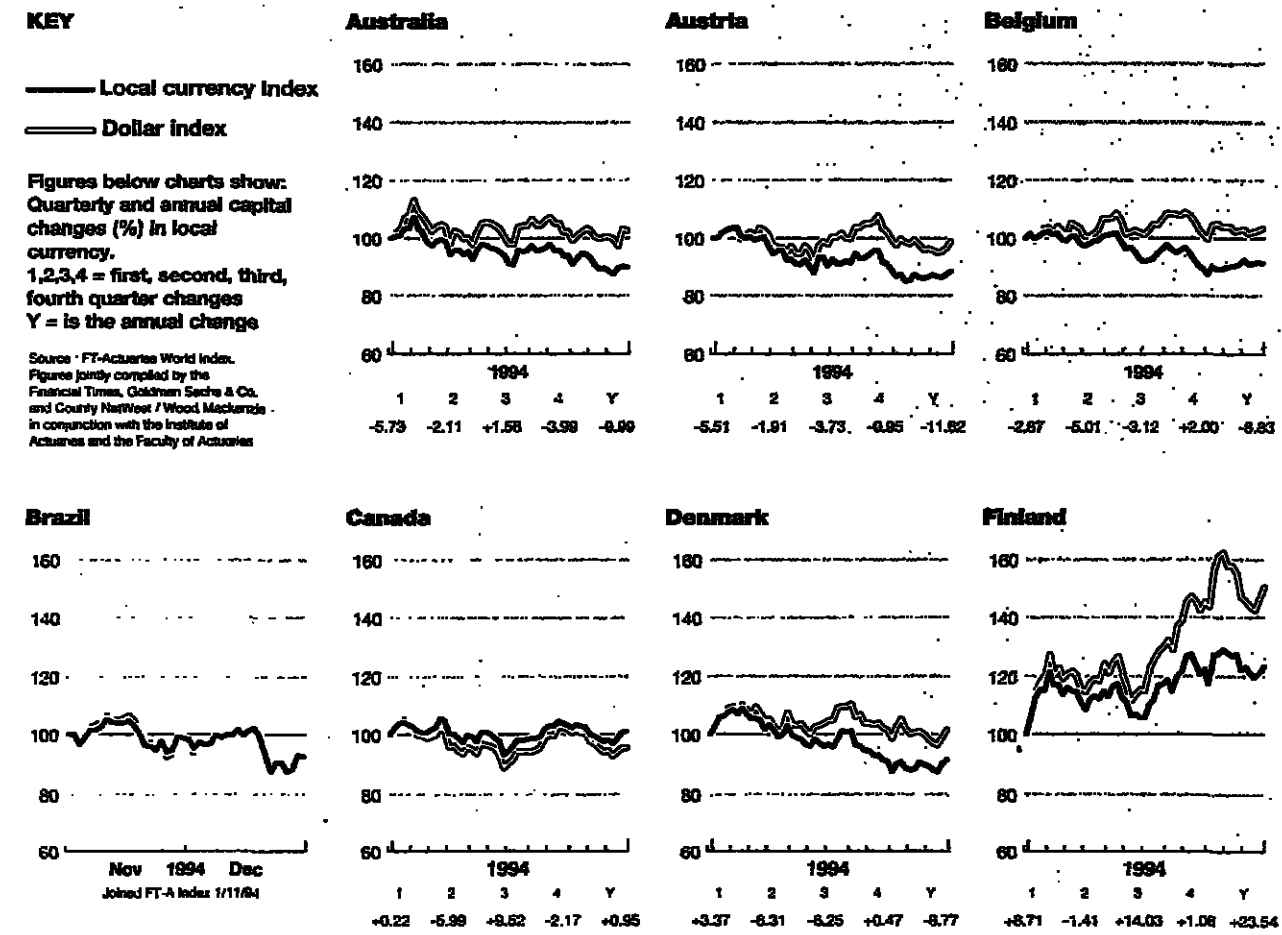 KEY
Local currency index
Dollar index
Figures below charts show:
Quarterly and annual capital
changes (%) in local
currency.
1,2,3,4 = first, second, third,
fourth quarter changes
Y = is the annual change
Source · FT-Actuaries World Index.
Figures jointly compiled by the
Financial Times, Goldman Sachs & Co.
and County NatWest / Wood Mackenzie
in conjunction with the Institute of
Actuaries and the Faculty of Actuaries
Australia
160
140
120
100
80
60
1994
1 2 3 4 Y
-5.73 -2.11 +1.58 -3.99 -9.99
Austria
160
140
120
100
80
60
1994
1 2 3 4 Y
-5.51 -1.91 -3.73 -0.95 -11.62
Belgium
160
140
120
100
80
60
1994
1 2 3 4 Y
-2.87 -5.01 -3.12 +2.00 -8.83
Brazil
160
140
120
100
80
60
Nov 1994 Dec
Joined FT-A Index 1/11/94
Canada
160
140
120
100
80
60
1994
1 2 3 4 Y
+0.22 -5.99 +9.52 -2.17 +0.95
Denmark
160
140
120
100
80
60
1994
1 2 3 4 Y
+3.37 -6.31 -6.25 +0.47 -8.77
Finland
160
140
120
100
80
60
1994
1 2 3 4 Y
+8.71 -1.41 +14.03 +1.08 +23.54